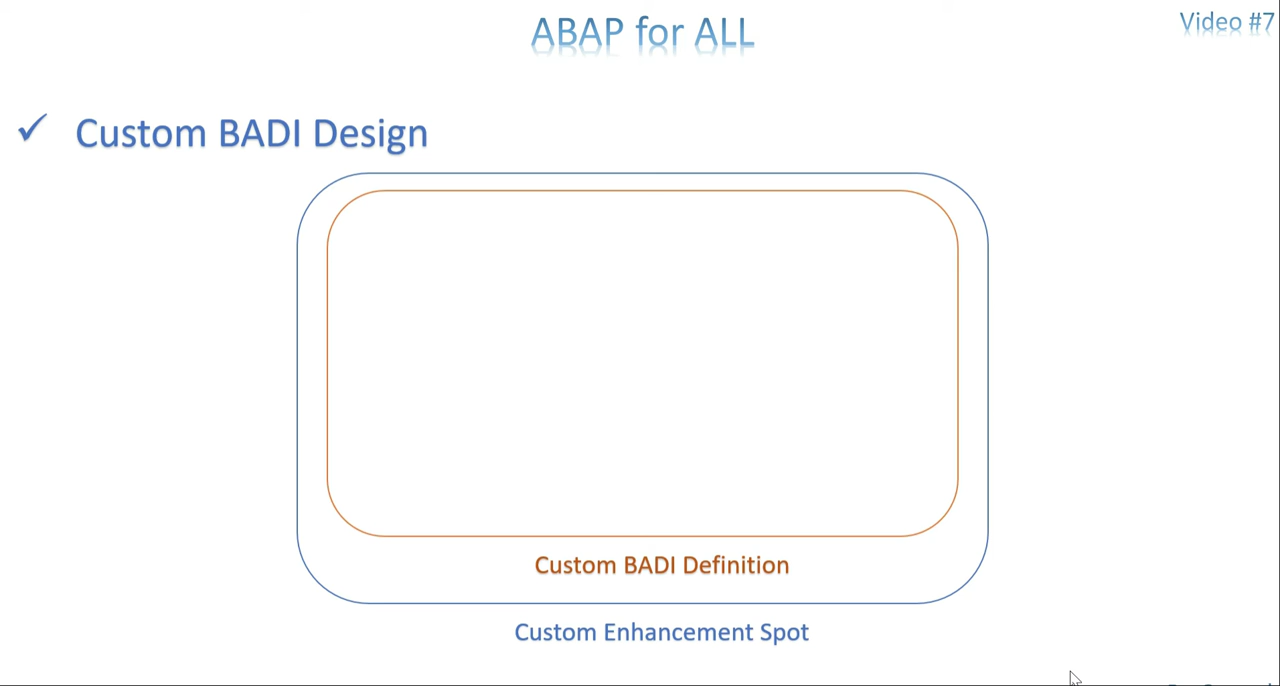 ABAP for ALL
Video #7
✓ Custom BADI Design
Custom BADI Definition
Custom Enhancement Spot